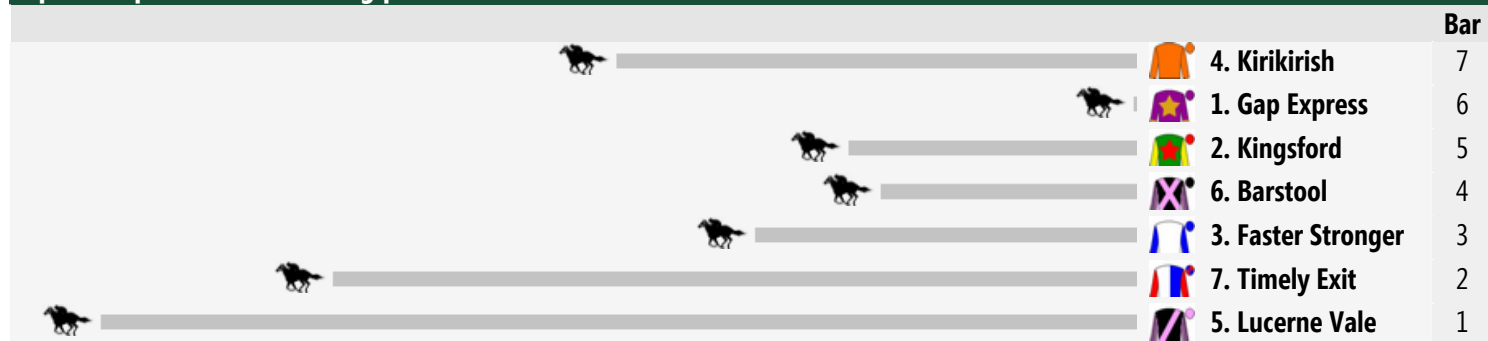 Bar
4. Kirikirish 7
1. Gap Express 6
2. Kingsford 5
6. Barstool 4
3. Faster Stronger 3
7. Timely Exit 2
5. Lucerne Vale 1